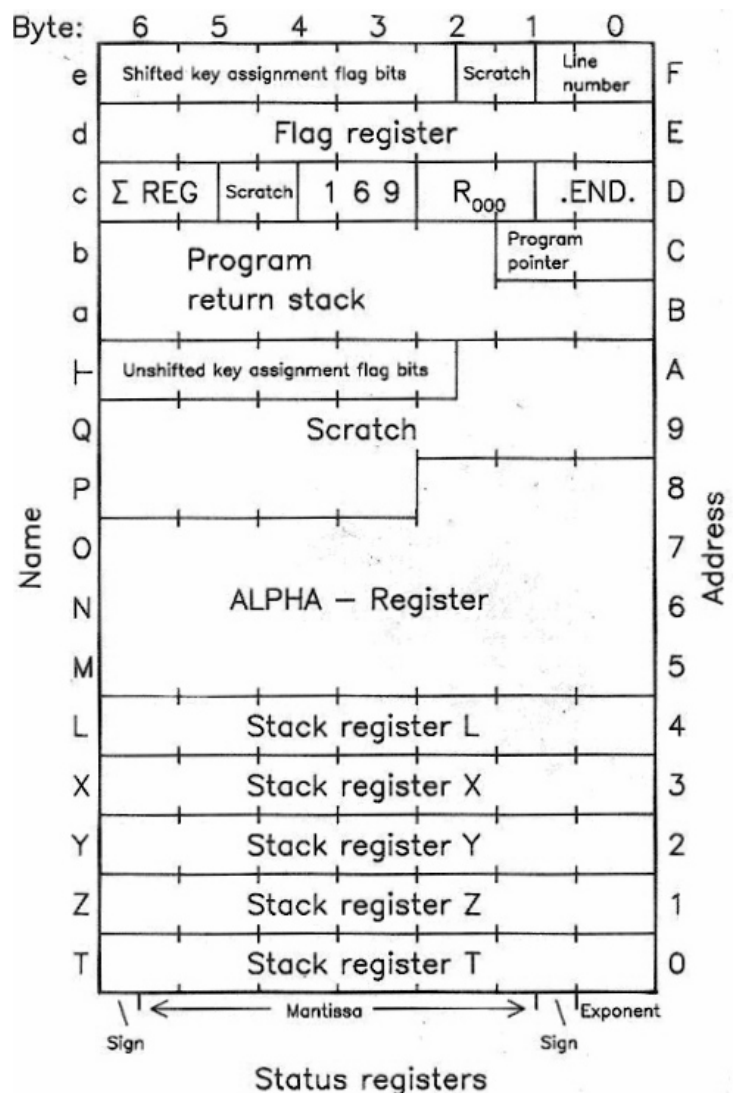 Byte: 6 5 4 3 2 1 0
e Shifted key assignment flag bits Scratch Line number F
d Flag register E
c Σ REG Scratch 1 6 9 R₀₀₀ .END. D
b Program pointer C
Program return stack
a B
⊢ Unshifted key assignment flag bits A
Q Scratch 9
P 8
O 7
Name N ALPHA – Register 6 Address
M 5
L Stack register L 4
X Stack register X 3
Y Stack register Y 2
Z Stack register Z 1
T Stack register T 0
Sign Mantissa Sign Exponent
Status registers